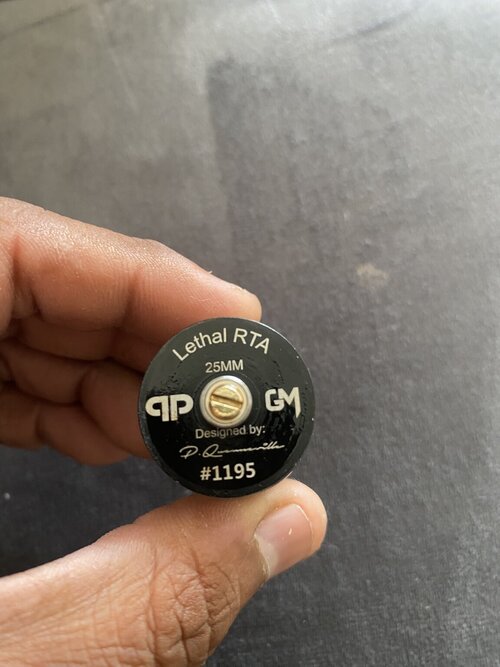 Lethal RTA
25MM
qp GM
Designed by:
#1195